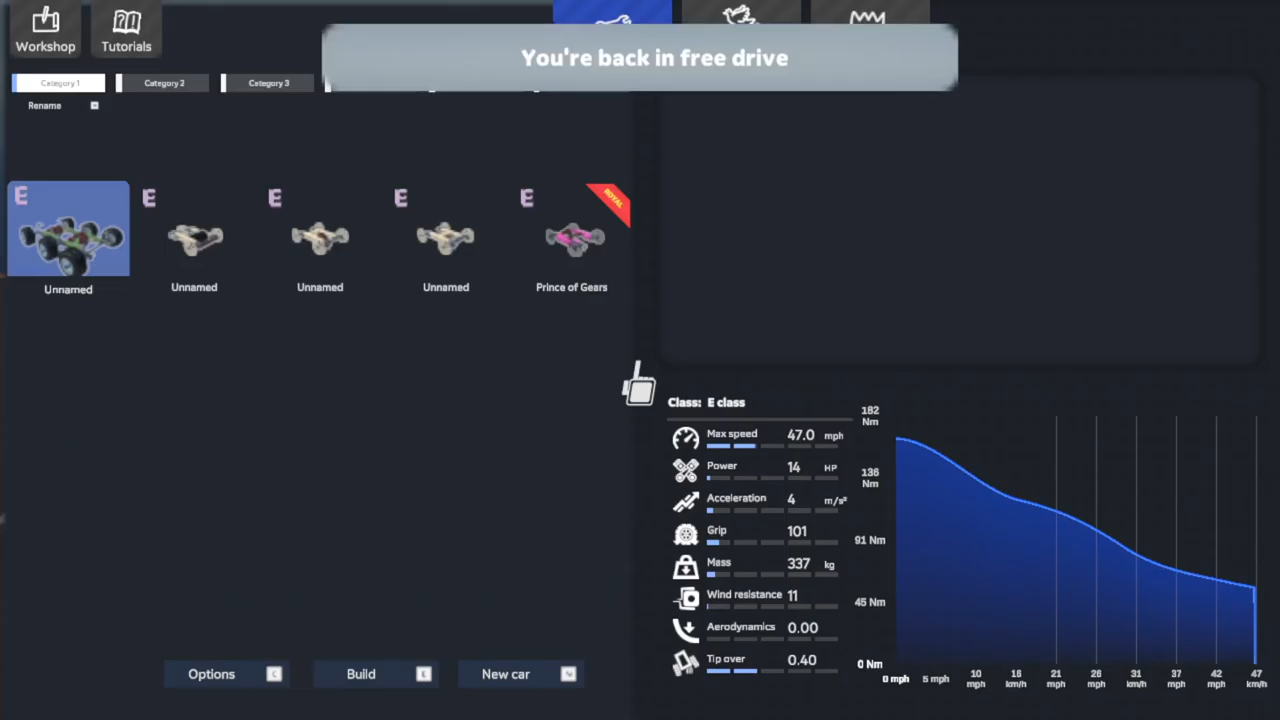 Workshop
Tutorials
You're back in free drive
Category 1
Category 2
Category 3
Rename
E
E
E
E
E
ROYAL
Unnamed
Unnamed
Unnamed
Unnamed
Prince of Gears
Class: E class
Max speed 47.0 mph
Power 14 HP
Acceleration 4 m/s²
Grip 101
Mass 337 kg
Wind resistance 11
Aerodynamics 0.00
Tip over 0.40
182 Nm
136 Nm
91 Nm
45 Nm
0 Nm
0 mph
5 mph
10 mph
16 km/h
21 mph
26 mph
31 km/h
37 mph
42 mph
47 km/h
Options C
Build E
New car